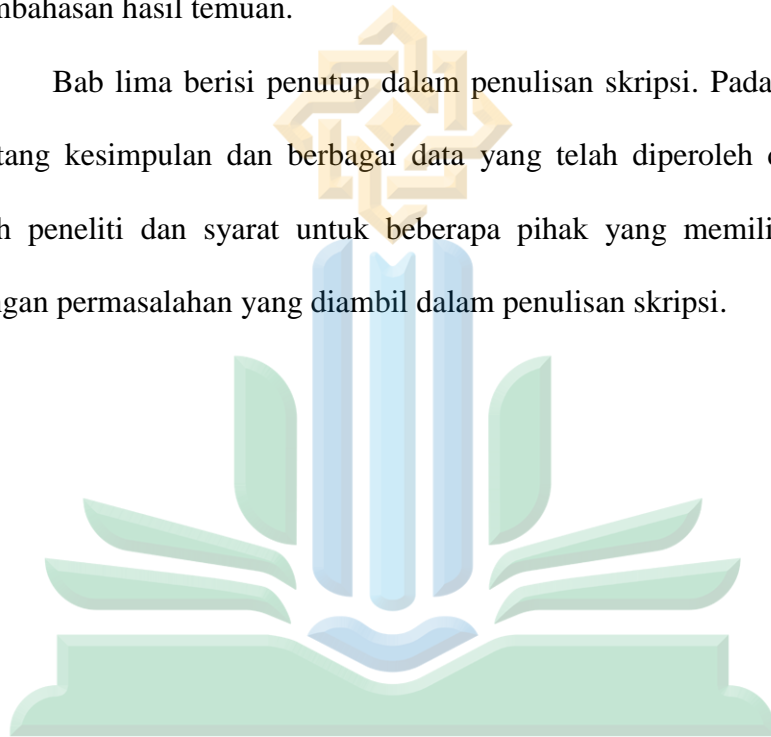 mbahasan hasil temuan.
Bab lima berisi penutup dalam penulisan skripsi. Pada
tang kesimpulan dan berbagai data yang telah diperoleh
h peneliti dan syarat untuk beberapa pihak yang memili
ngan permasalahan yang diambil dalam penulisan skripsi.